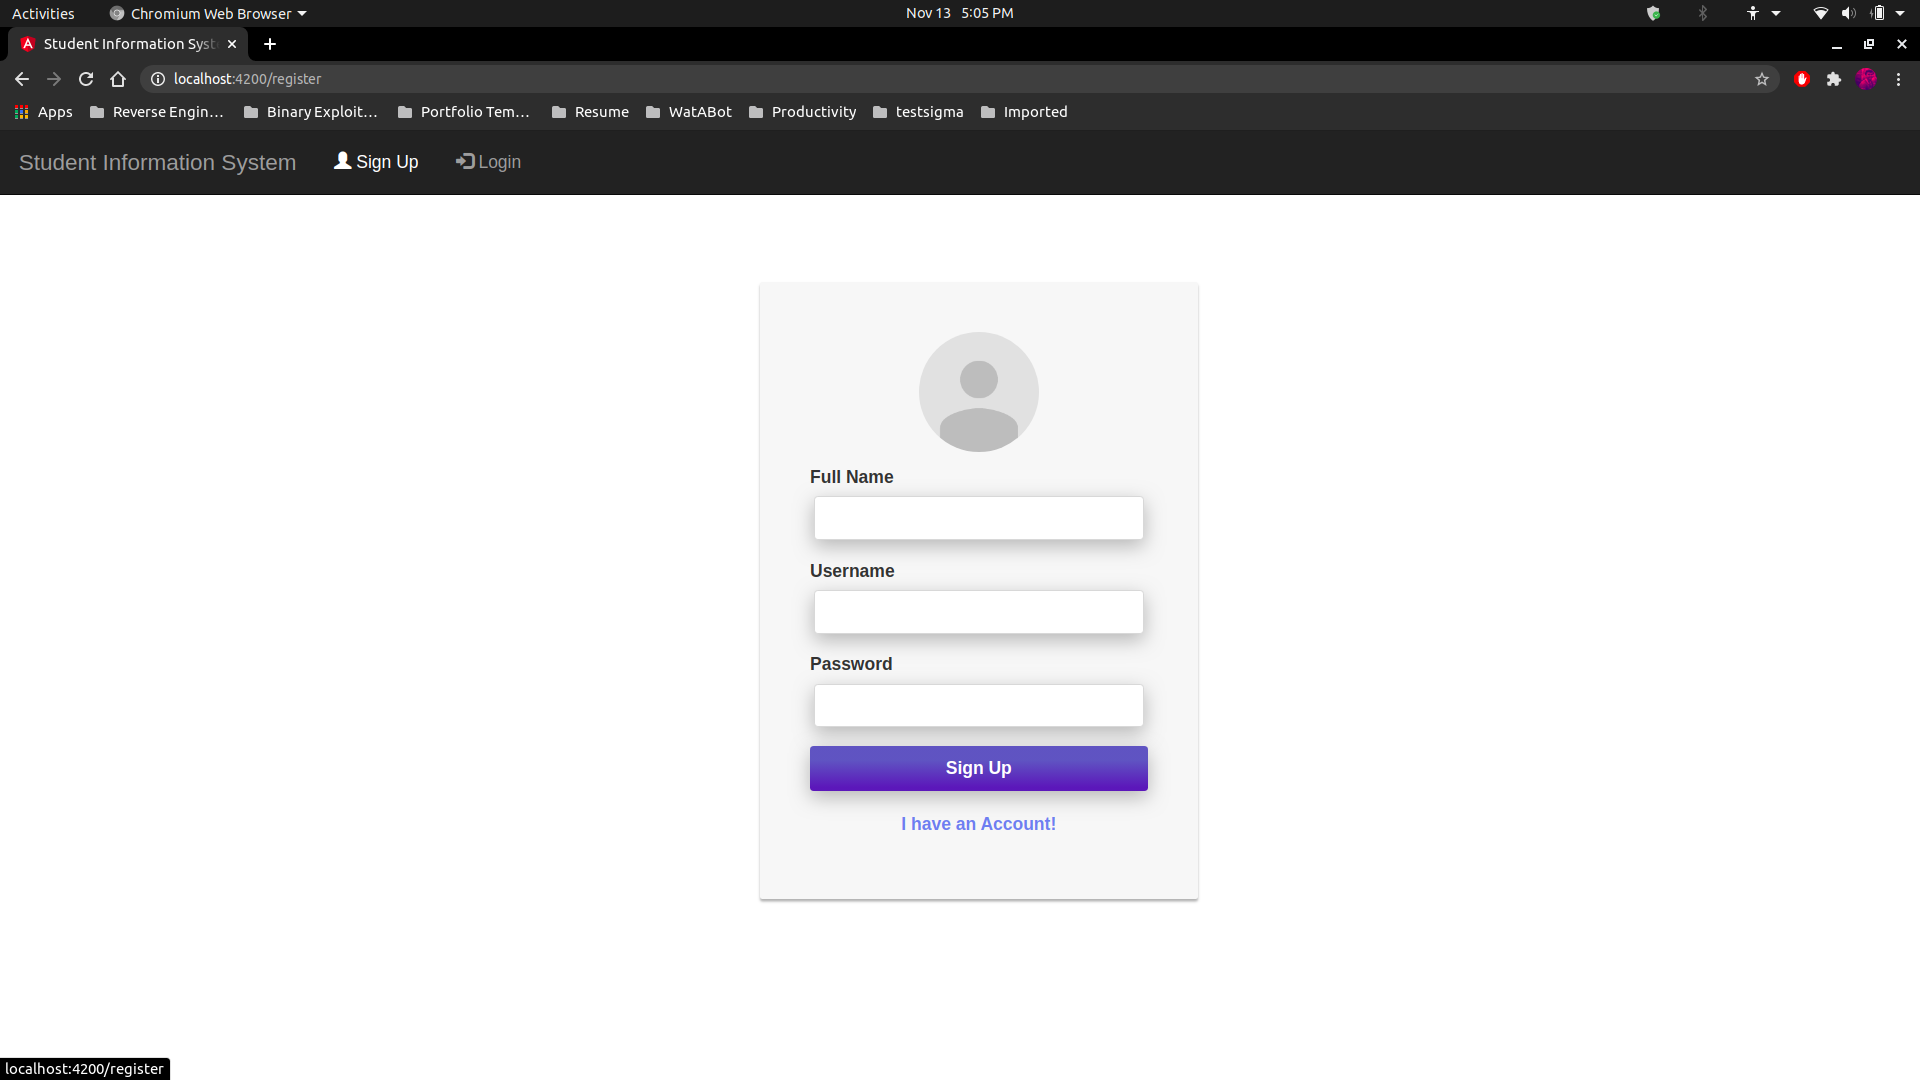 Activities Chromium Web Browser Nov 13 5:05 PM
Student Information Syst
localhost:4200/register
Apps Reverse Engin… Binary Exploit… Portfolio Tem… Resume WatABot Productivity testsigma Imported
Student Information System Sign Up Login
Full Name
Username
Password
Sign Up
I have an Account!
localhost:4200/register